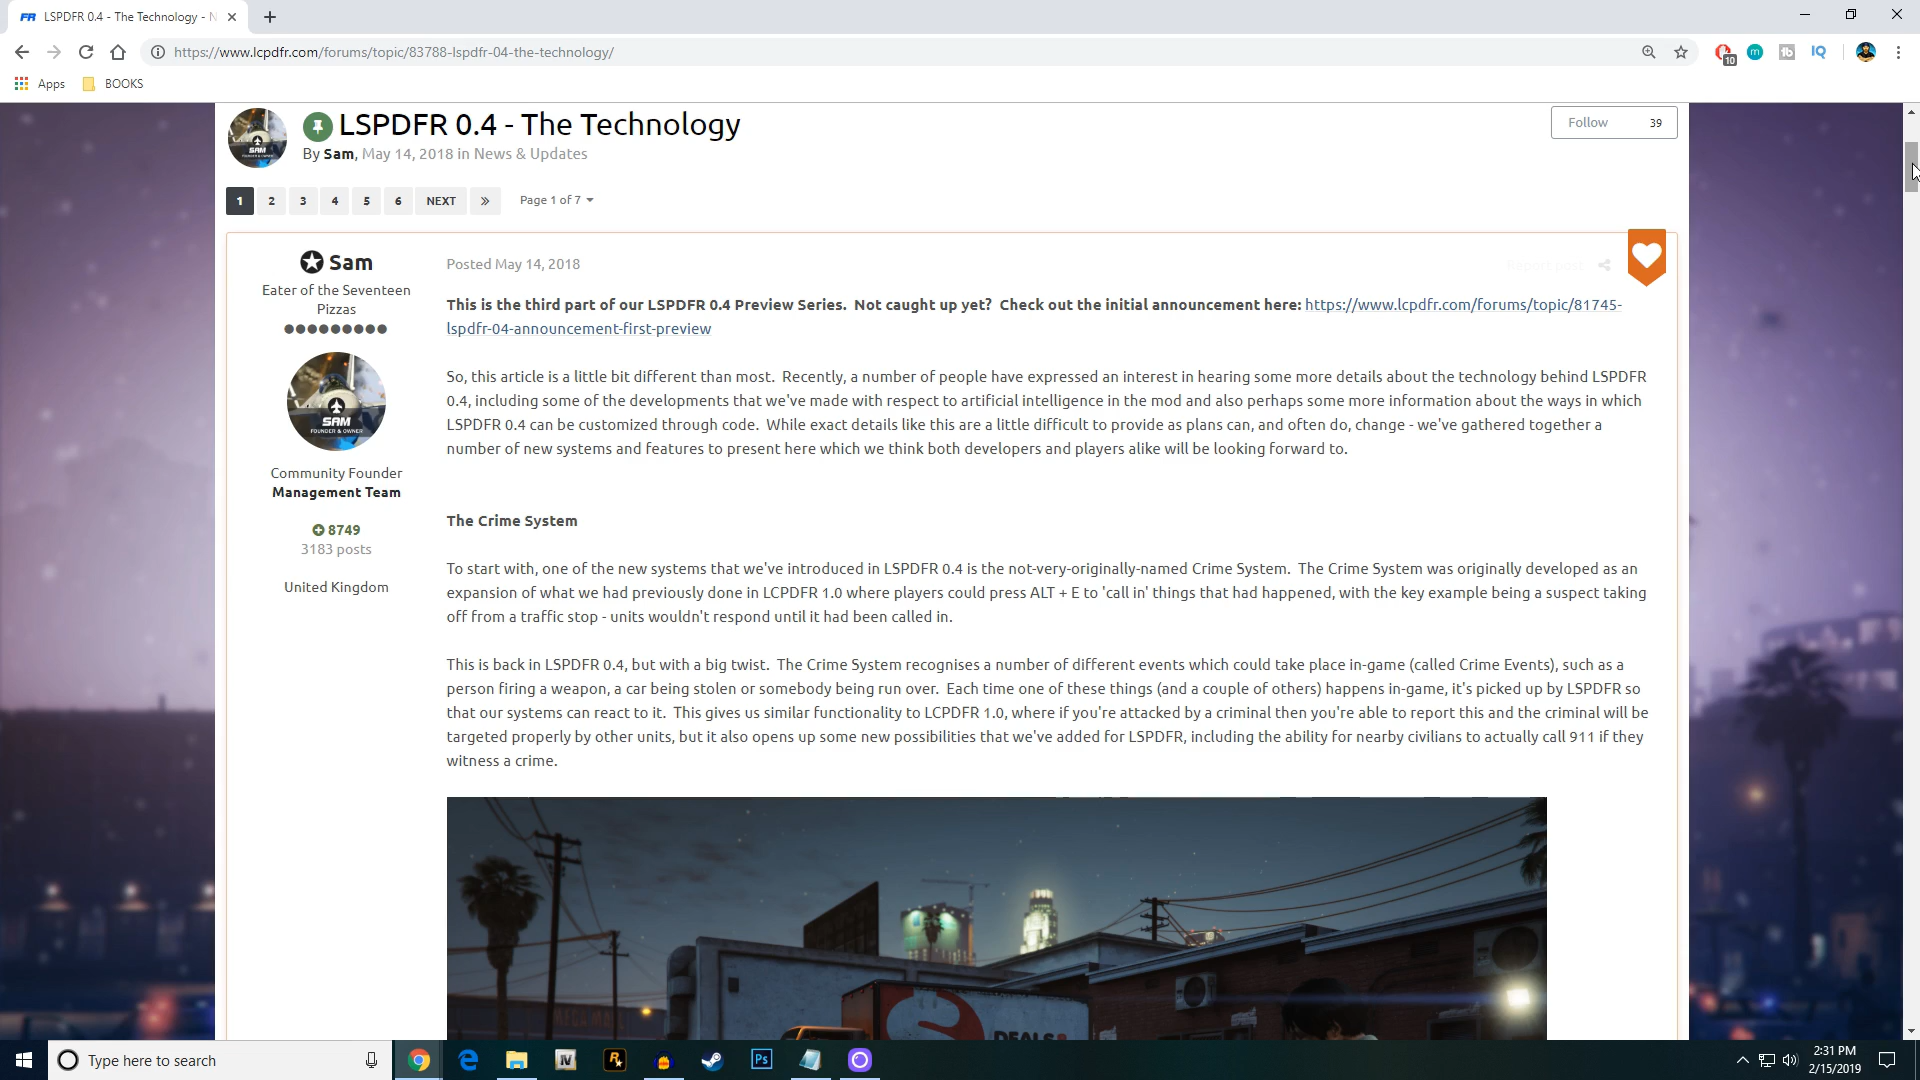 FR LSPDFR 0.4 - The Technology - N
https://www.lcpdfr.com/forums/topic/83788-lspdfr-04-the-technology/
10
m
tb
IQ
Apps
BOOKS
LSPDFR 0.4 - The Technology
By Sam, May 14, 2018 in News & Updates
Follow 39
1 2 3 4 5 6 NEXT » Page 1 of 7
Sam
Eater of the Seventeen
Pizzas
SAM
FOUNDER & OWNER
Community Founder
Management Team
8749
3183 posts
United Kingdom
Posted May 14, 2018
Report post
This is the third part of our LSPDFR 0.4 Preview Series.  Not caught up yet?  Check out the initial announcement here: https://www.lcpdfr.com/forums/topic/81745-
lspdfr-04-announcement-first-preview
So, this article is a little bit different than most.  Recently, a number of people have expressed an interest in hearing some more details about the technology behind LSPDFR
0.4, including some of the developments that we've made with respect to artificial intelligence in the mod and also perhaps some more information about the ways in which
LSPDFR 0.4 can be customized through code.  While exact details like this are a little difficult to provide as plans can, and often do, change - we've gathered together a
number of new systems and features to present here which we think both developers and players alike will be looking forward to.
The Crime System
To start with, one of the new systems that we've introduced in LSPDFR 0.4 is the not-very-originally-named Crime System.  The Crime System was originally developed as an
expansion of what we had previously done in LCPDFR 1.0 where players could press ALT + E to 'call in' things that had happened, with the key example being a suspect taking
off from a traffic stop - units wouldn't respond until it had been called in.
This is back in LSPDFR 0.4, but with a big twist.  The Crime System recognises a number of different events which could take place in-game (called Crime Events), such as a
person firing a weapon, a car being stolen or somebody being run over.  Each time one of these things (and a couple of others) happens in-game, it's picked up by LSPDFR so
that our systems can react to it.  This gives us similar functionality to LCPDFR 1.0, where if you're attacked by a criminal then you're able to report this and the criminal will be
targeted properly by other units, but it also opens up some new possibilities that we've added for LSPDFR, including the ability for nearby civilians to actually call 911 if they
witness a crime.
DEALS
Type here to search
IV
R
Ps
2:31 PM
2/15/2019